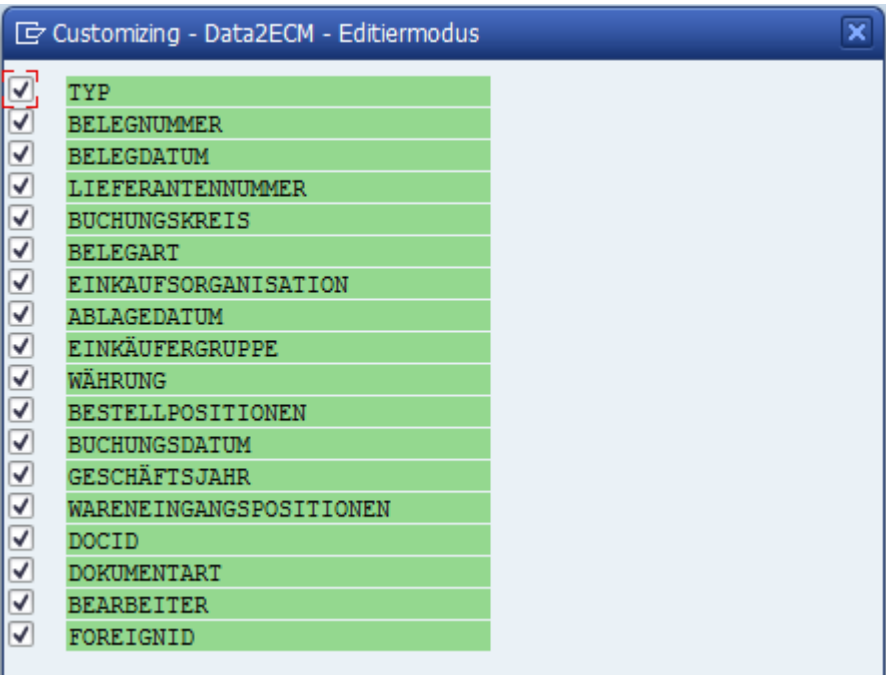 Customizing - Data2ECM - Editiermodus
TYP
BELEGNUMMER
BELEGDATUM
LIEFERANTENNUMMER
BUCHUNGSKREIS
BELEGART
EINKAUFSORGANISATION
ABLAGEDATUM
EINKÄUFERGRUPPE
WÄHRUNG
BESTELLPOSITIONEN
BUCHUNGSDATUM
GESCHÄFTSJAHR
WARENEINGANGSPOSITIONEN
DOCID
DOKUMENTART
BEARBEITER
FOREIGNID